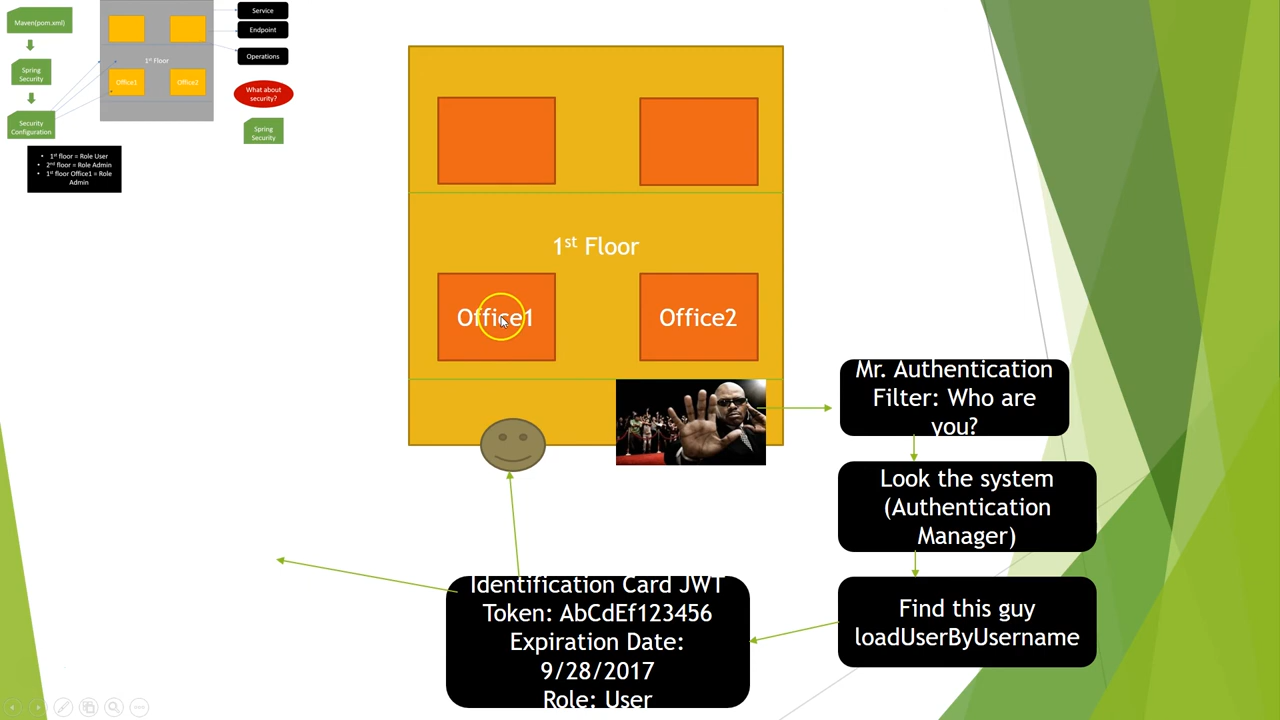 Maven(pom.xml)
Spring
Security
Security
Configuration
1st Floor
Office1
Office2
Service
Endpoint
Operations
What about
security?
Spring
Security
• 1st floor = Role User
• 2nd floor = Role Admin
• 1st floor Office1 = Role
Admin
1st Floor
Office1
Office2
Mr. Authentication
Filter: Who are
you?
Look the system
(Authentication
Manager)
Find this guy
loadUserByUsername
Identification Card JWT
Token: AbCdEf123456
Expiration Date:
9/28/2017
Role: User